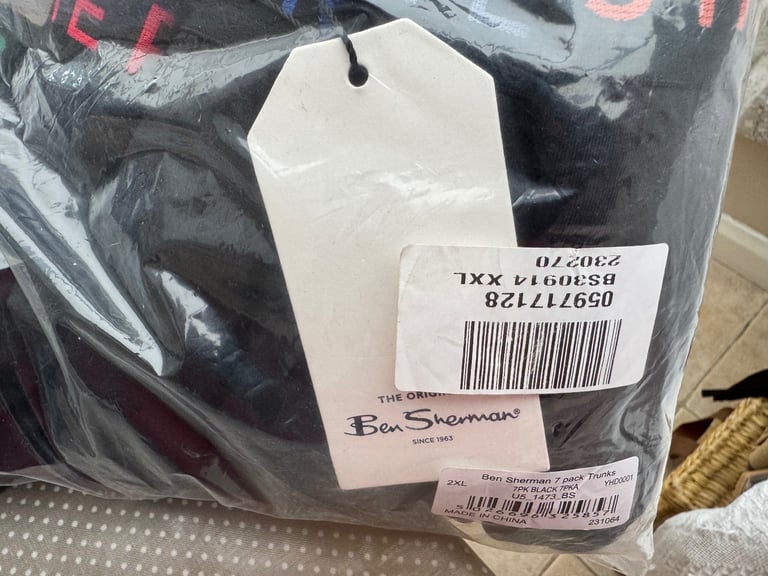 059717128
BS30914 XXL
230270
THE
Ben Sherman®
SINCE 1963
2XL Ben Sherman 7 pack Trunks
7PK BLACK 7PKA YHD0001
U5_1473_BS
5026696325857
MADE IN CHINA 231064